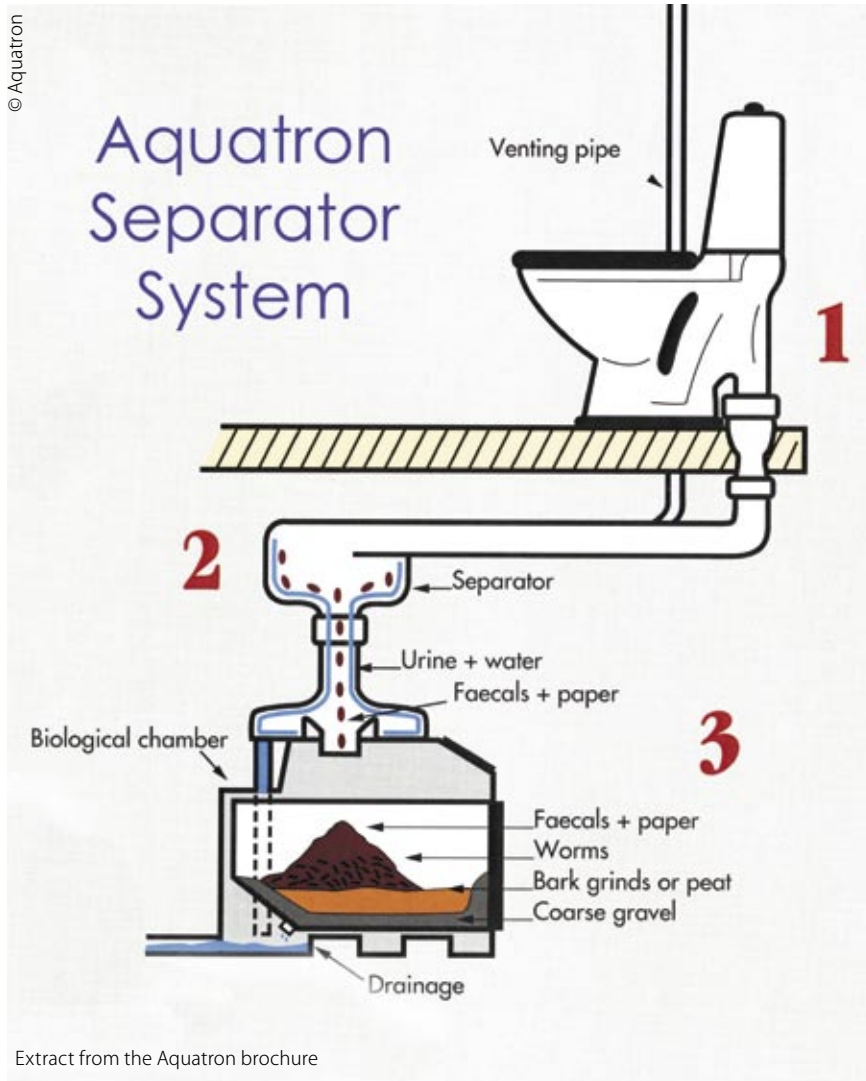 © Aquatron
Aquatron
Separator
System
Venting pipe
1
2
Separator
Urine + water
Faecals + paper
3
Biological chamber
Faecals + paper
Worms
Bark grinds or peat
Coarse gravel
Drainage
Extract from the Aquatron brochure